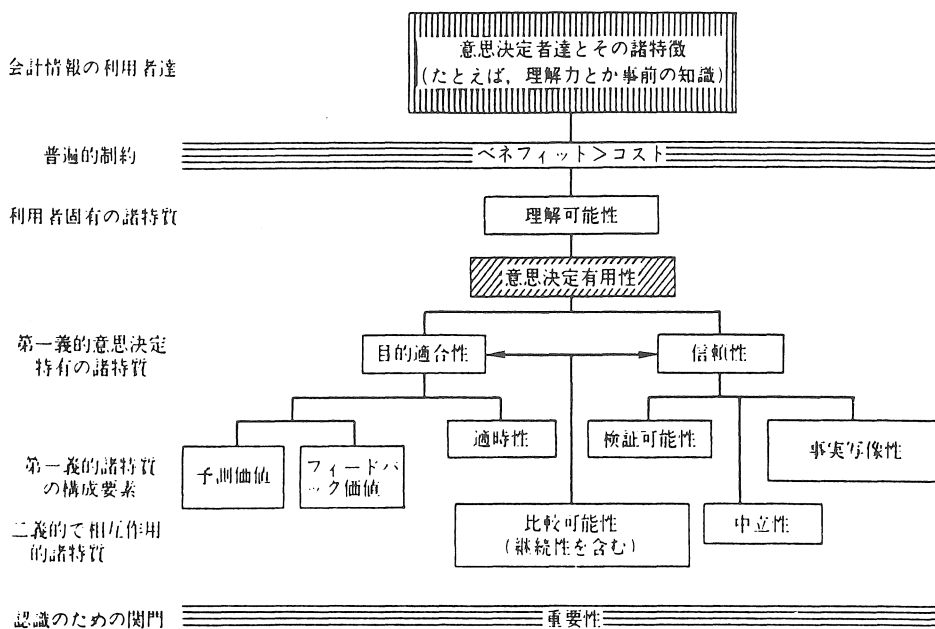 会計情報の利用者達
意思決定者達とその諸特徴
(たとえば，理解力とか事前の知識)
普遍的制約
ベネフィット＞コスト
利用者固有の諸特質
理解可能性
意思決定有用性
第一義的意思決定
特有の諸特質
目的適合性
信頼性
第一義的諸特質
の構成要素
予測価値
フィードバ
ック価値
適時性
検証可能性
事実写像性
二義的で相互作用
的諸特質
比較可能性
(継続性を含む)
中立性
認識のための関門
重要性